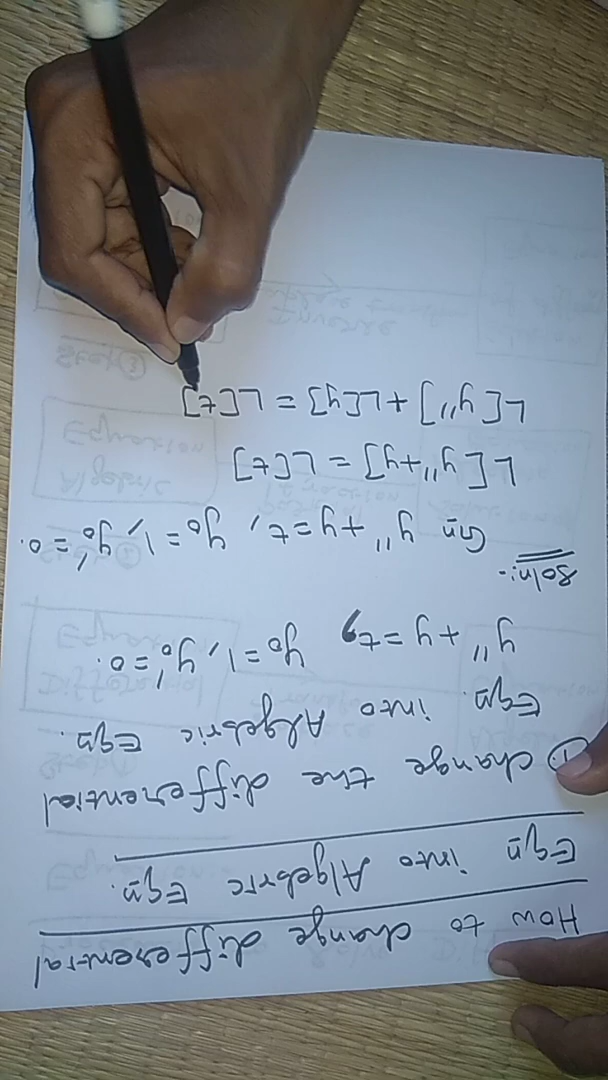 How to change differential
Eqn into Algebric Eqn.
① change the differential
Eqn. into Algebric Eqn.
y'' + y = t, y₀ = 1, y₀' = 0.
Soln:-
Gn y'' + y = t, y₀ = 1, y₀' = 0.
L[y''+y] = L[t]
L[y''] + L[y] = L[t]